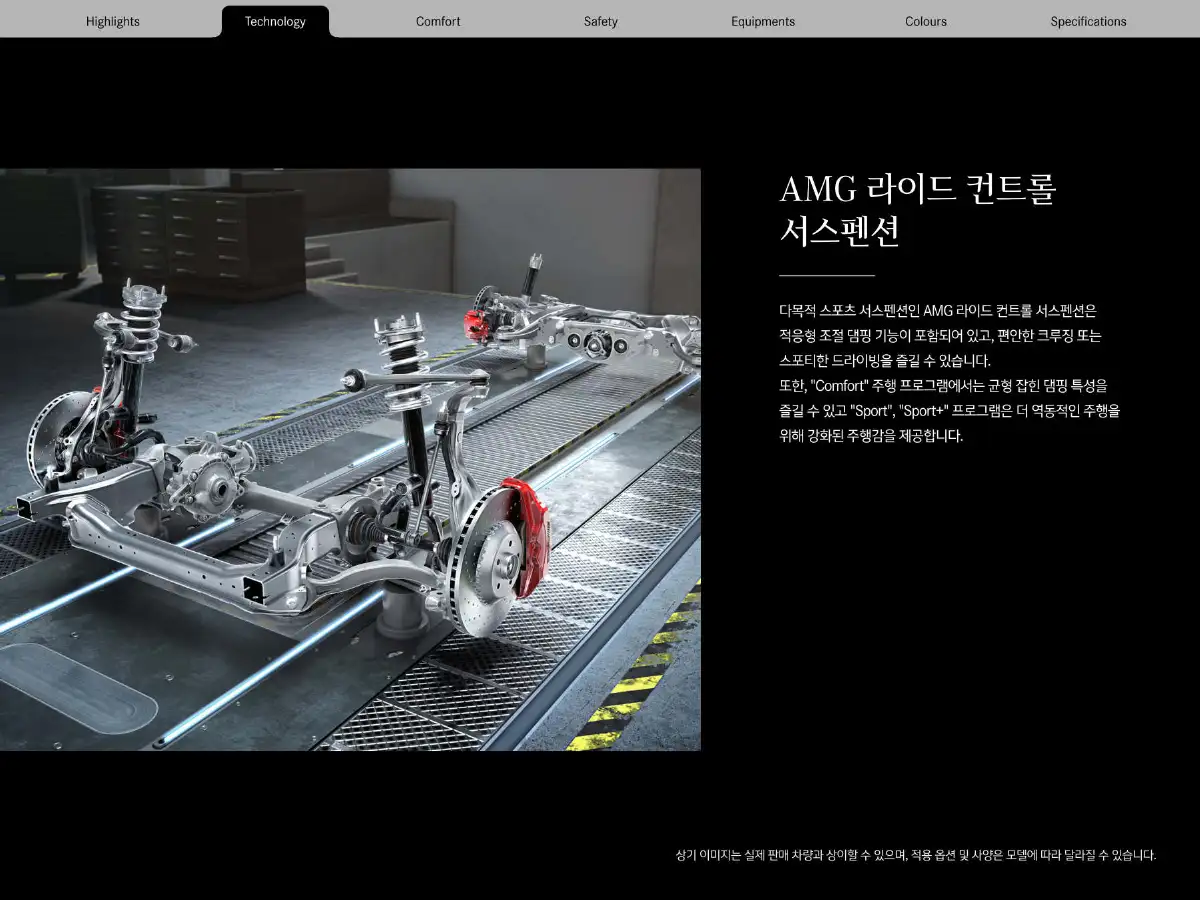 Highlights
Technology
Comfort
Safety
Equipments
Colours
Specifications
AMG 라이드 컨트롤
서스펜션
다목적 스포츠 서스펜션인 AMG 라이드 컨트롤 서스펜션은
적응형 조절 댐핑 기능이 포함되어 있고, 편안한 크루징 또는
스포티한 드라이빙을 즐길 수 있습니다.
또한, "Comfort" 주행 프로그램에서는 균형 잡힌 댐핑 특성을
즐길 수 있고 "Sport", "Sport+" 프로그램은 더 역동적인 주행을
위해 강화된 주행감을 제공합니다.
상기 이미지는 실제 판매 차량과 상이할 수 있으며, 적용 옵션 및 사양은 모델에 따라 달라질 수 있습니다.